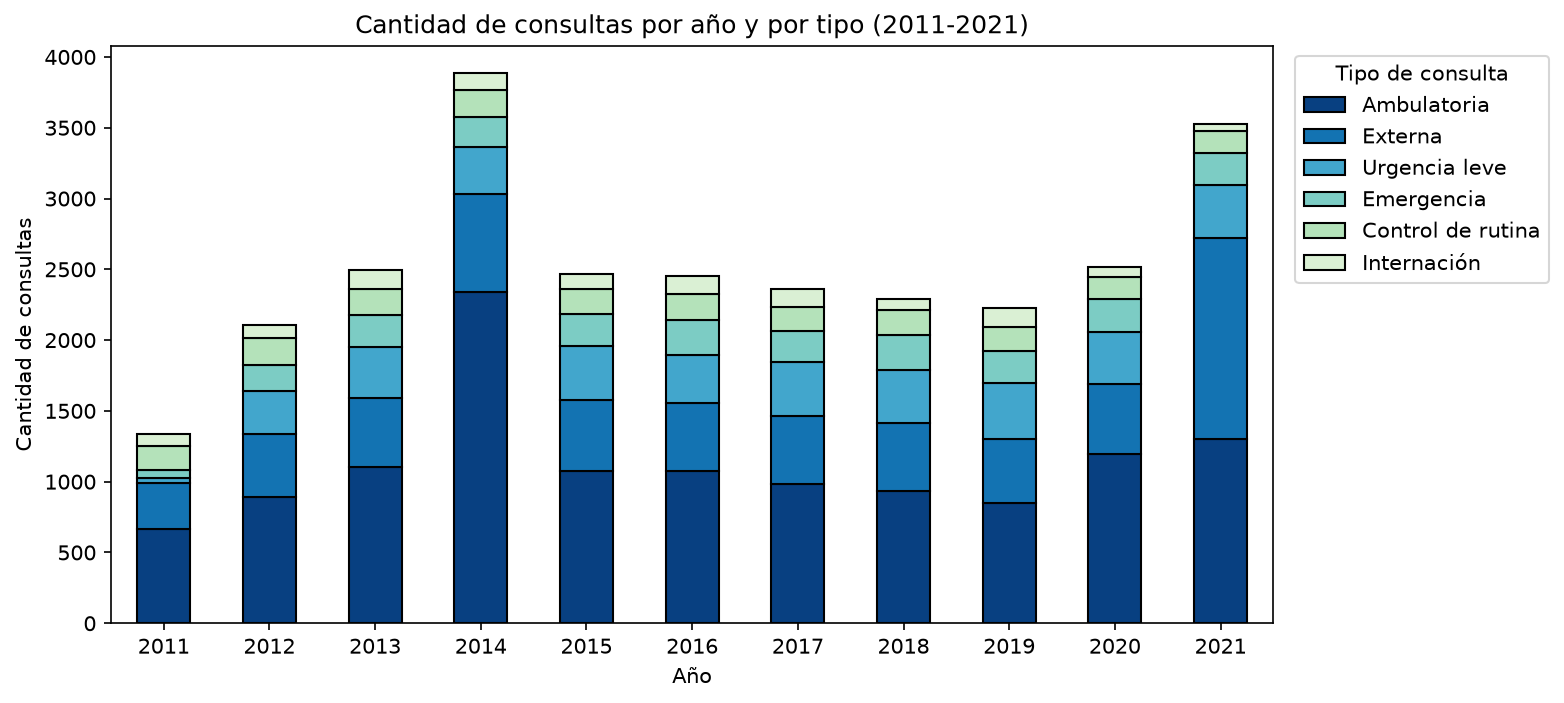 Cantidad de consultas por año y por tipo (2011-2021)
4000
3500
3000
2500
2000
1500
1000
500
0
Cantidad de consultas
2011 2012 2013 2014 2015 2016 2017 2018 2019 2020 2021
Año
Tipo de consulta
Ambulatoria
Externa
Urgencia leve
Emergencia
Control de rutina
Internación